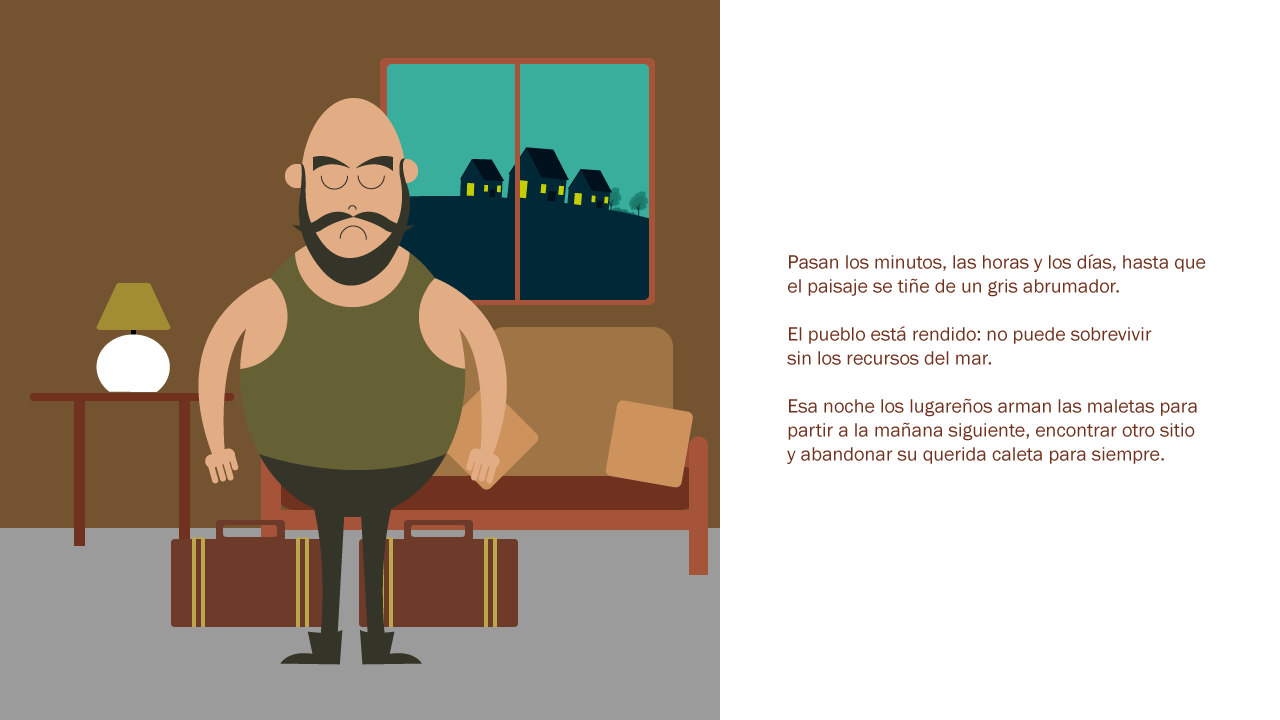 Pasan los minutos, las horas y los días, hasta que
el paisaje se tiñe de un gris abrumador.
El pueblo está rendido: no puede sobrevivir
sin los recursos del mar.
Esa noche los lugareños arman las maletas para
partir a la mañana siguiente, encontrar otro sitio
y abandonar su querida caleta para siempre.